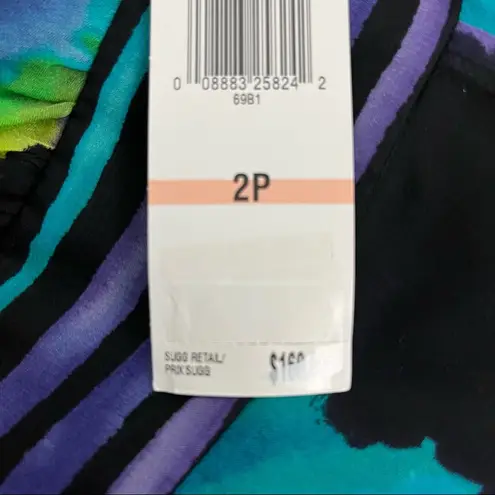 0 08883 25824 2
69B1
2P
SUGG RETAIL/
PRIX SUGG